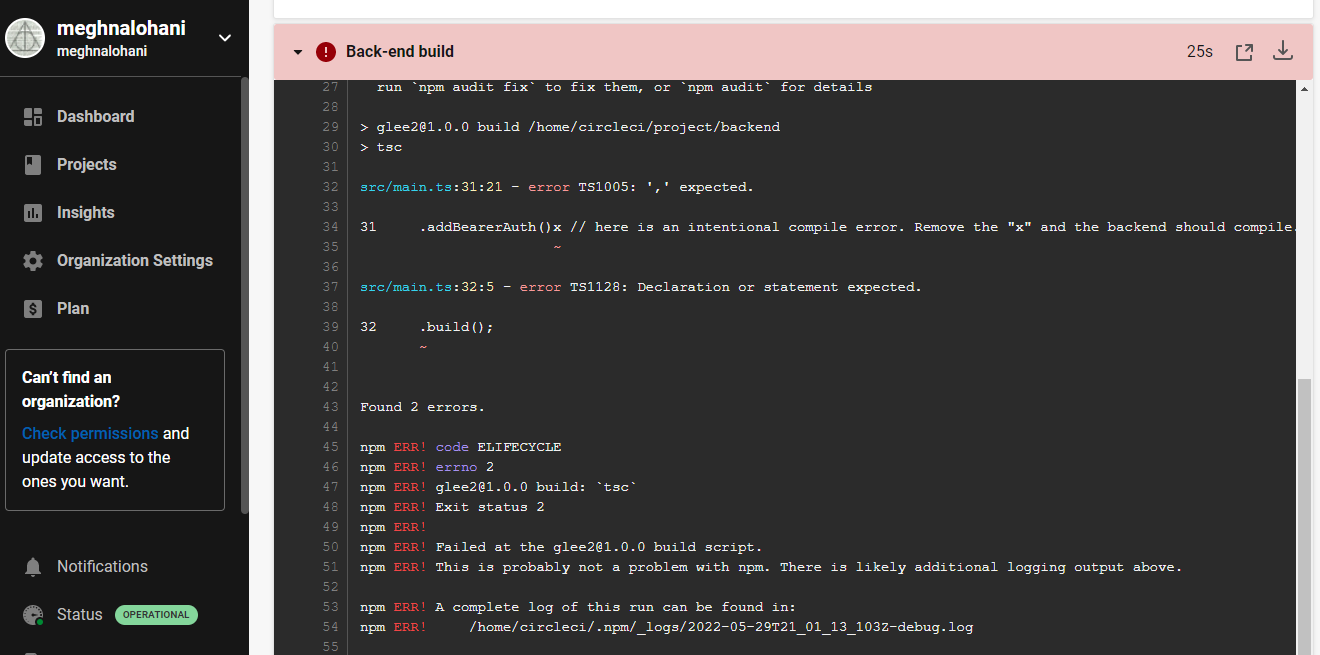 meghnalohani
meghnalohani
Dashboard
Projects
Insights
Organization Settings
Plan
Can't find an
organization?
Check permissions and
update access to the
ones you want.
Notifications
Status OPERATIONAL
Back-end build 25s
27 run `npm audit fix` to fix them, or `npm audit` for details
28
29 > glee2@1.0.0 build /home/circleci/project/backend
30 > tsc
31
32 src/main.ts:31:21 - error TS1005: ',' expected.
33
34 31 .addBearerAuth()x // here is an intentional compile error. Remove the "x" and the backend should compile.
35 ~
36
37 src/main.ts:32:5 - error TS1128: Declaration or statement expected.
38
39 32 .build();
40 ~
41
42
43 Found 2 errors.
44
45 npm ERR! code ELIFECYCLE
46 npm ERR! errno 2
47 npm ERR! glee2@1.0.0 build: `tsc`
48 npm ERR! Exit status 2
49 npm ERR!
50 npm ERR! Failed at the glee2@1.0.0 build script.
51 npm ERR! This is probably not a problem with npm. There is likely additional logging output above.
52
53 npm ERR! A complete log of this run can be found in:
54 npm ERR! /home/circleci/.npm/_logs/2022-05-29T21_01_13_103Z-debug.log
55